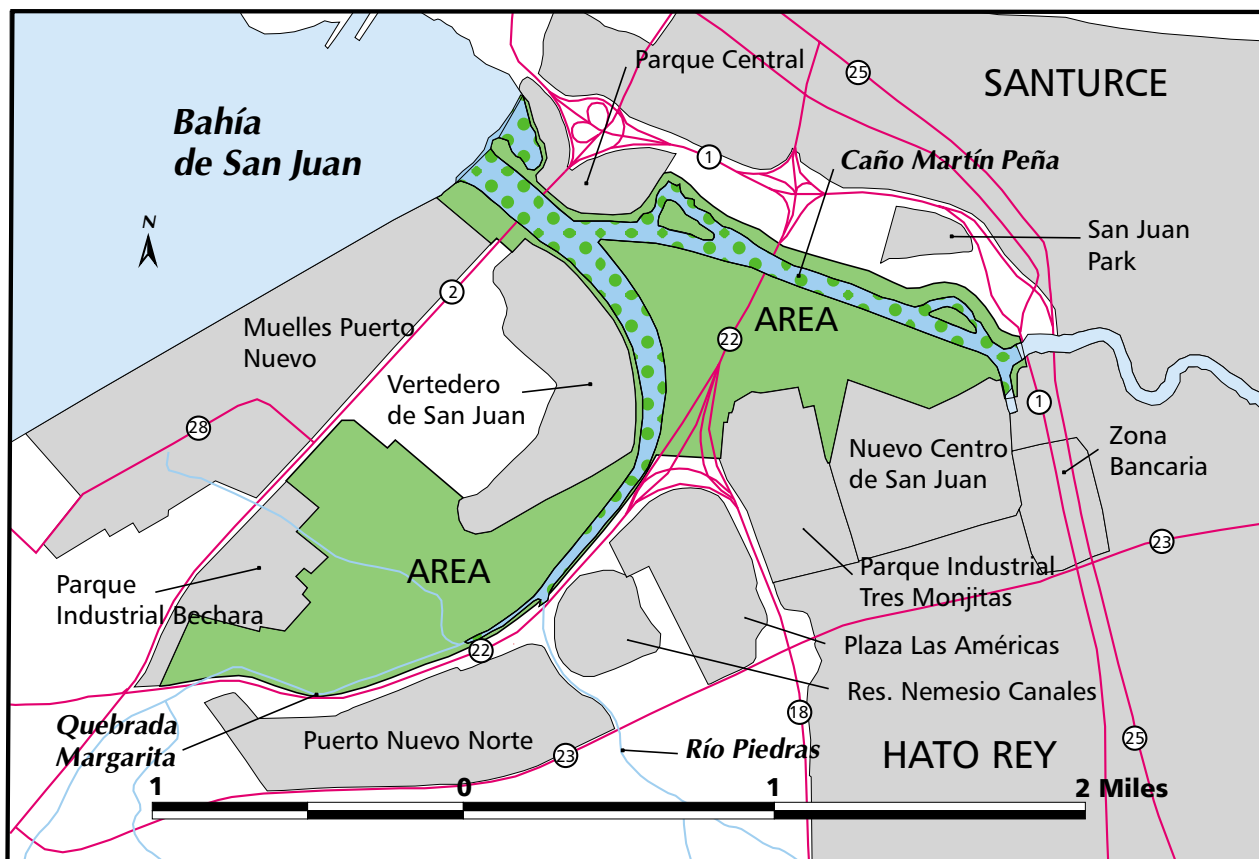 Parque Central
25
SANTURCE
Bahía
de San Juan
1
Caño Martín Peña
N
San Juan
Park
2
AREA
22
Muelles Puerto
Nuevo
Vertedero
de San Juan
28
1
Nuevo Centro
de San Juan
Zona
Bancaria
23
AREA
Parque
Industrial Bechara
Parque Industrial
Tres Monjitas
22
Plaza Las Américas
Res. Nemesio Canales
Quebrada
Margarita
Puerto Nuevo Norte
23
Río Piedras
18
HATO REY
25
1 0 1 2 Miles